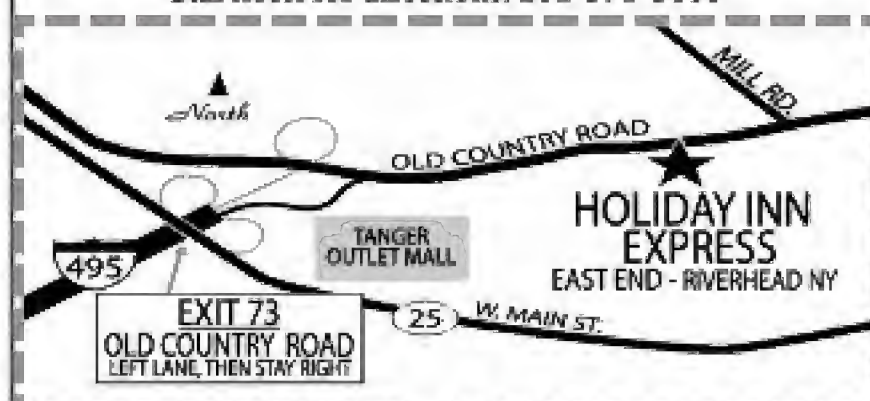 MILL RD.
North
OLD COUNTRY ROAD
HOLIDAY INN
EXPRESS
EAST END - RIVERHEAD NY
TANGER
OUTLET MALL
495
EXIT 73
OLD COUNTRY ROAD
LEFT LANE, THEN STAY RIGHT
25
W. MAIN ST.